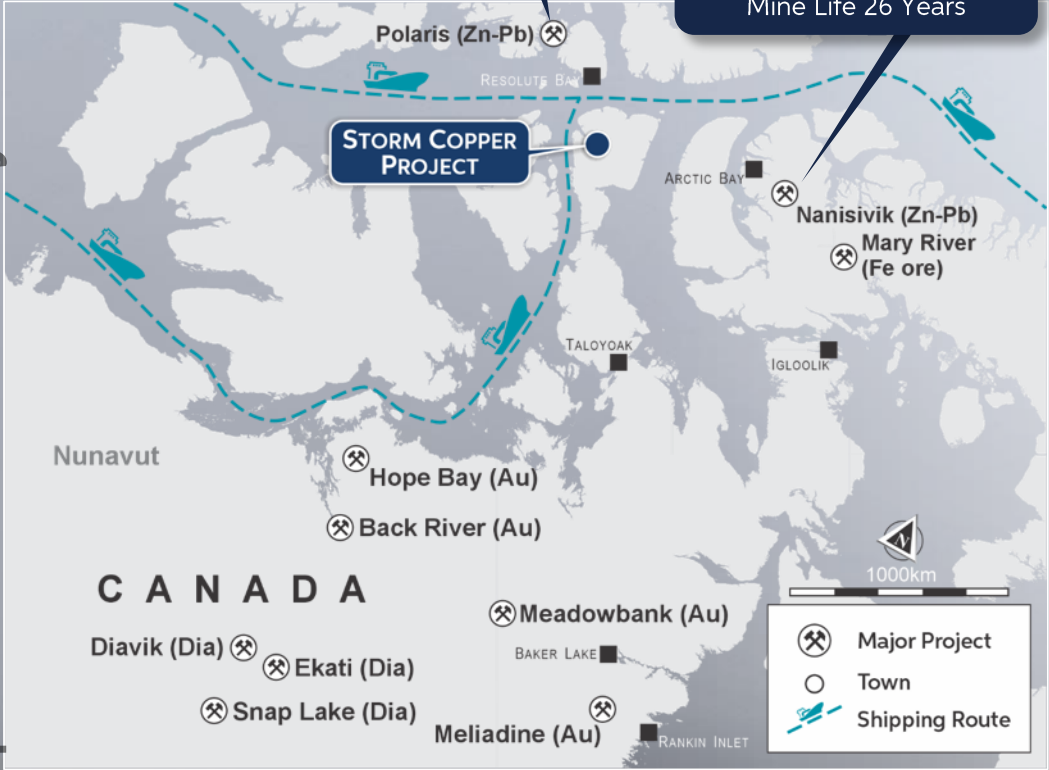 Mine Life 26 Years
Polaris (Zn-Pb)
RESOLUTE BAY
STORM COPPER
PROJECT
ARCTIC BAY
Nanisivik (Zn-Pb)
Mary River
(Fe ore)
TALOYOAK
IGLOOLIK
Nunavut
Hope Bay (Au)
Back River (Au)
N
1000km
CANADA
Meadowbank (Au)
Diavik (Dia)
BAKER LAKE
Ekati (Dia)
Snap Lake (Dia)
Meliadine (Au)
RANKIN INLET
Major Project
Town
Shipping Route